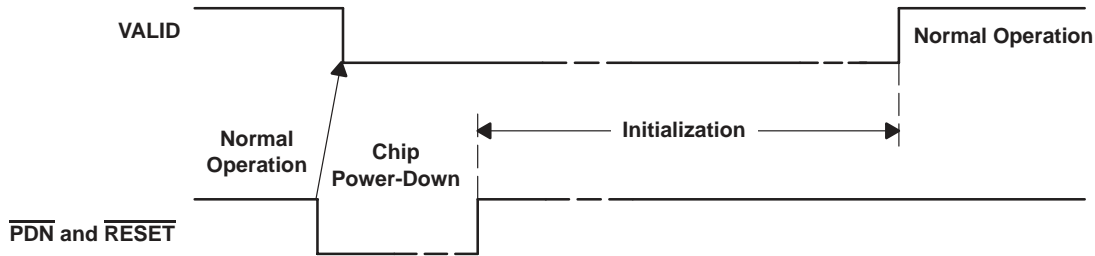 VALID
Normal Operation
Initialization
Normal
Operation
Chip
Power-Down
PDN and RESET